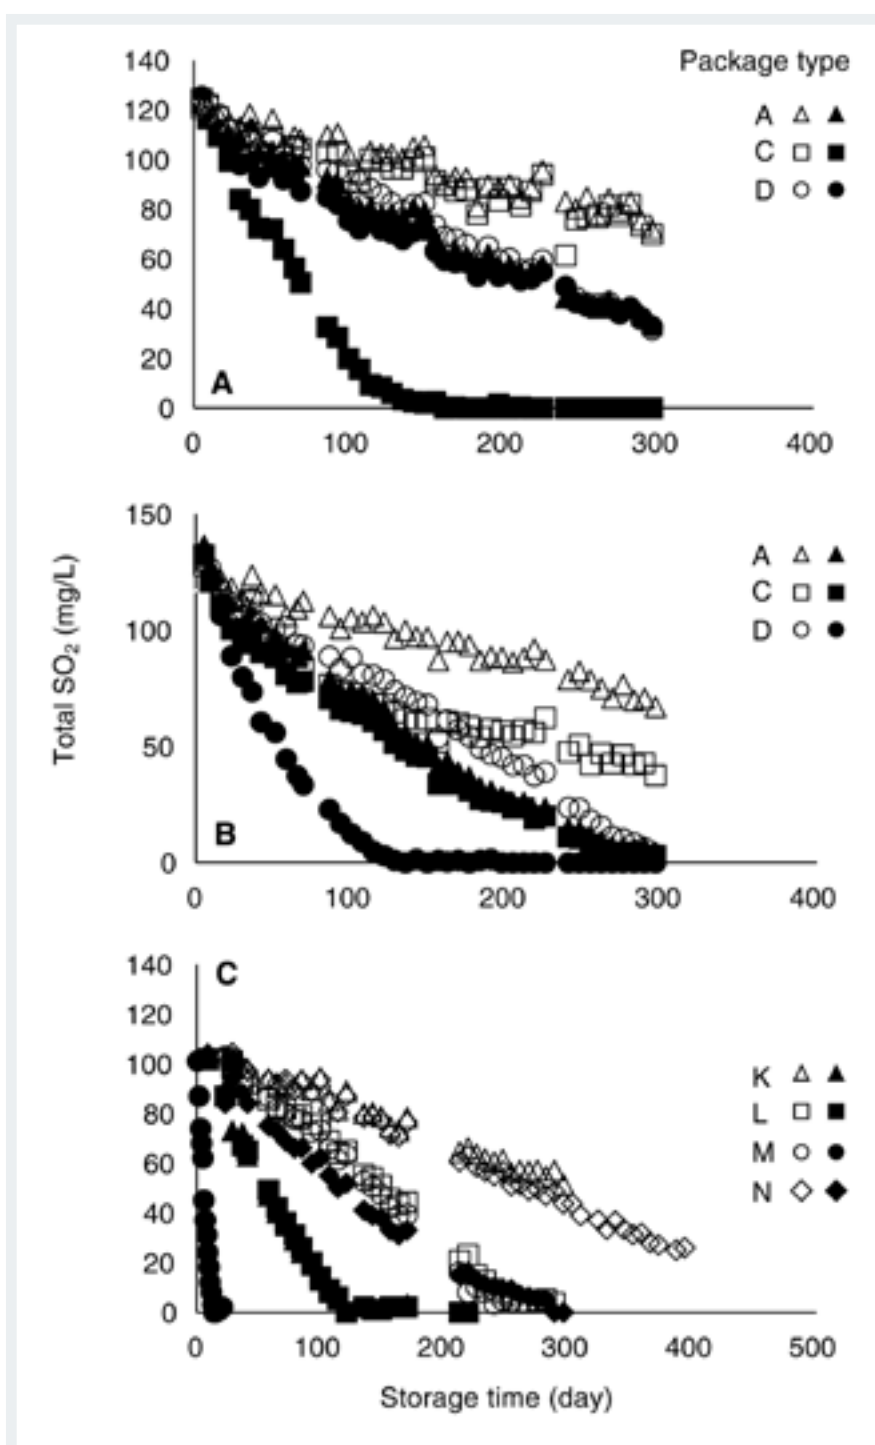 Package type
140
120
100
80
60
40
20
0
A △ ▲
C □ ■
D ○ ●
A
0 100 200 300 400
150
100
50
0
A △ ▲
C □ ■
D ○ ●
B
0 100 200 300 400
Total SO₂ (mg/L)
140
120
100
80
60
40
20
0
C
K △ ▲
L □ ■
M ○ ●
N ◇ ◆
0 100 200 300 400 500
Storage time (day)